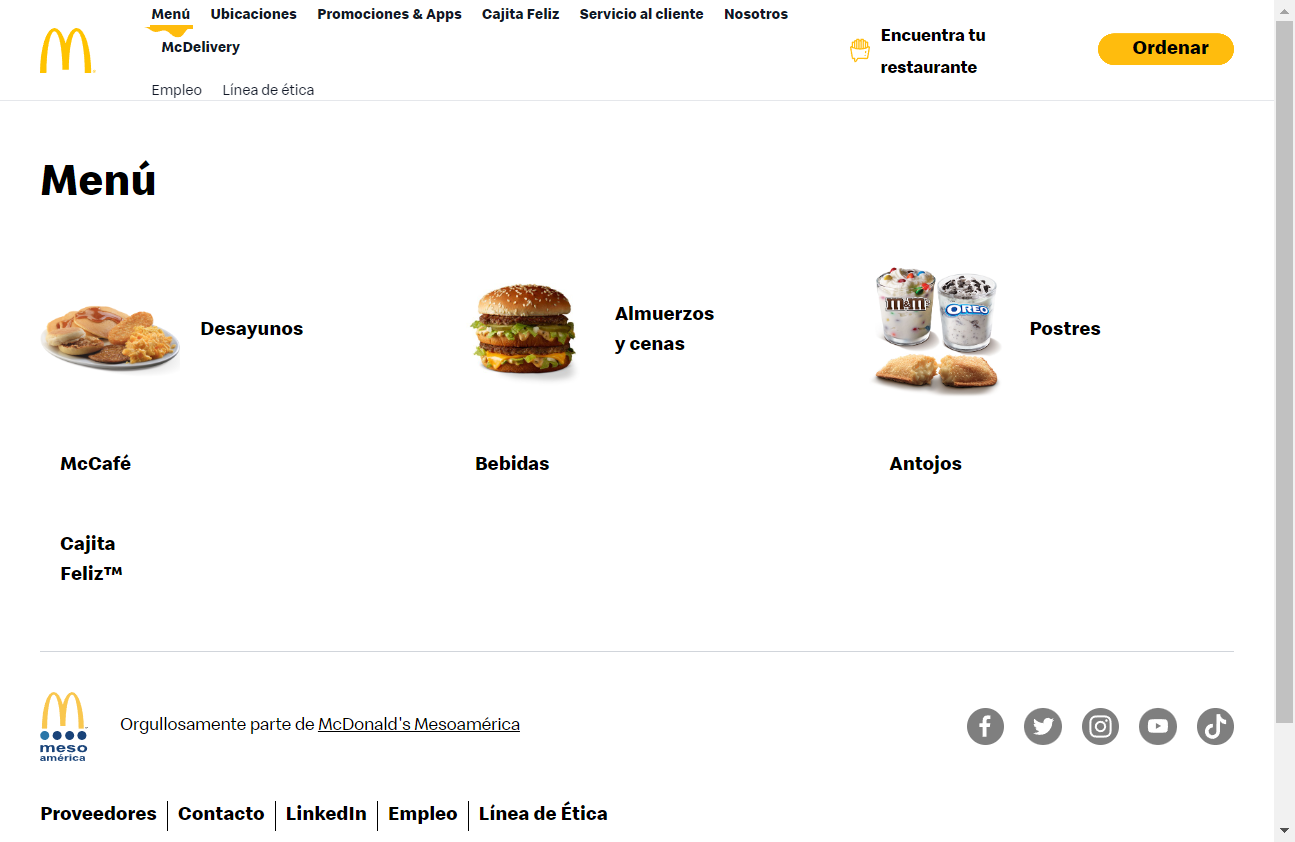 Menú Ubicaciones Promociones & Apps Cajita Feliz Servicio al cliente Nosotros
McDelivery
Empleo Línea de ética
Encuentra tu
restaurante
Ordenar
Menú
Desayunos
Almuerzos
y cenas
m&m's
OREO
Postres
McCafé
Bebidas
Antojos
Cajita
Feliz™
meso
américa
Orgullosamente parte de McDonald's Mesoamérica
Proveedores Contacto LinkedIn Empleo Línea de Ética